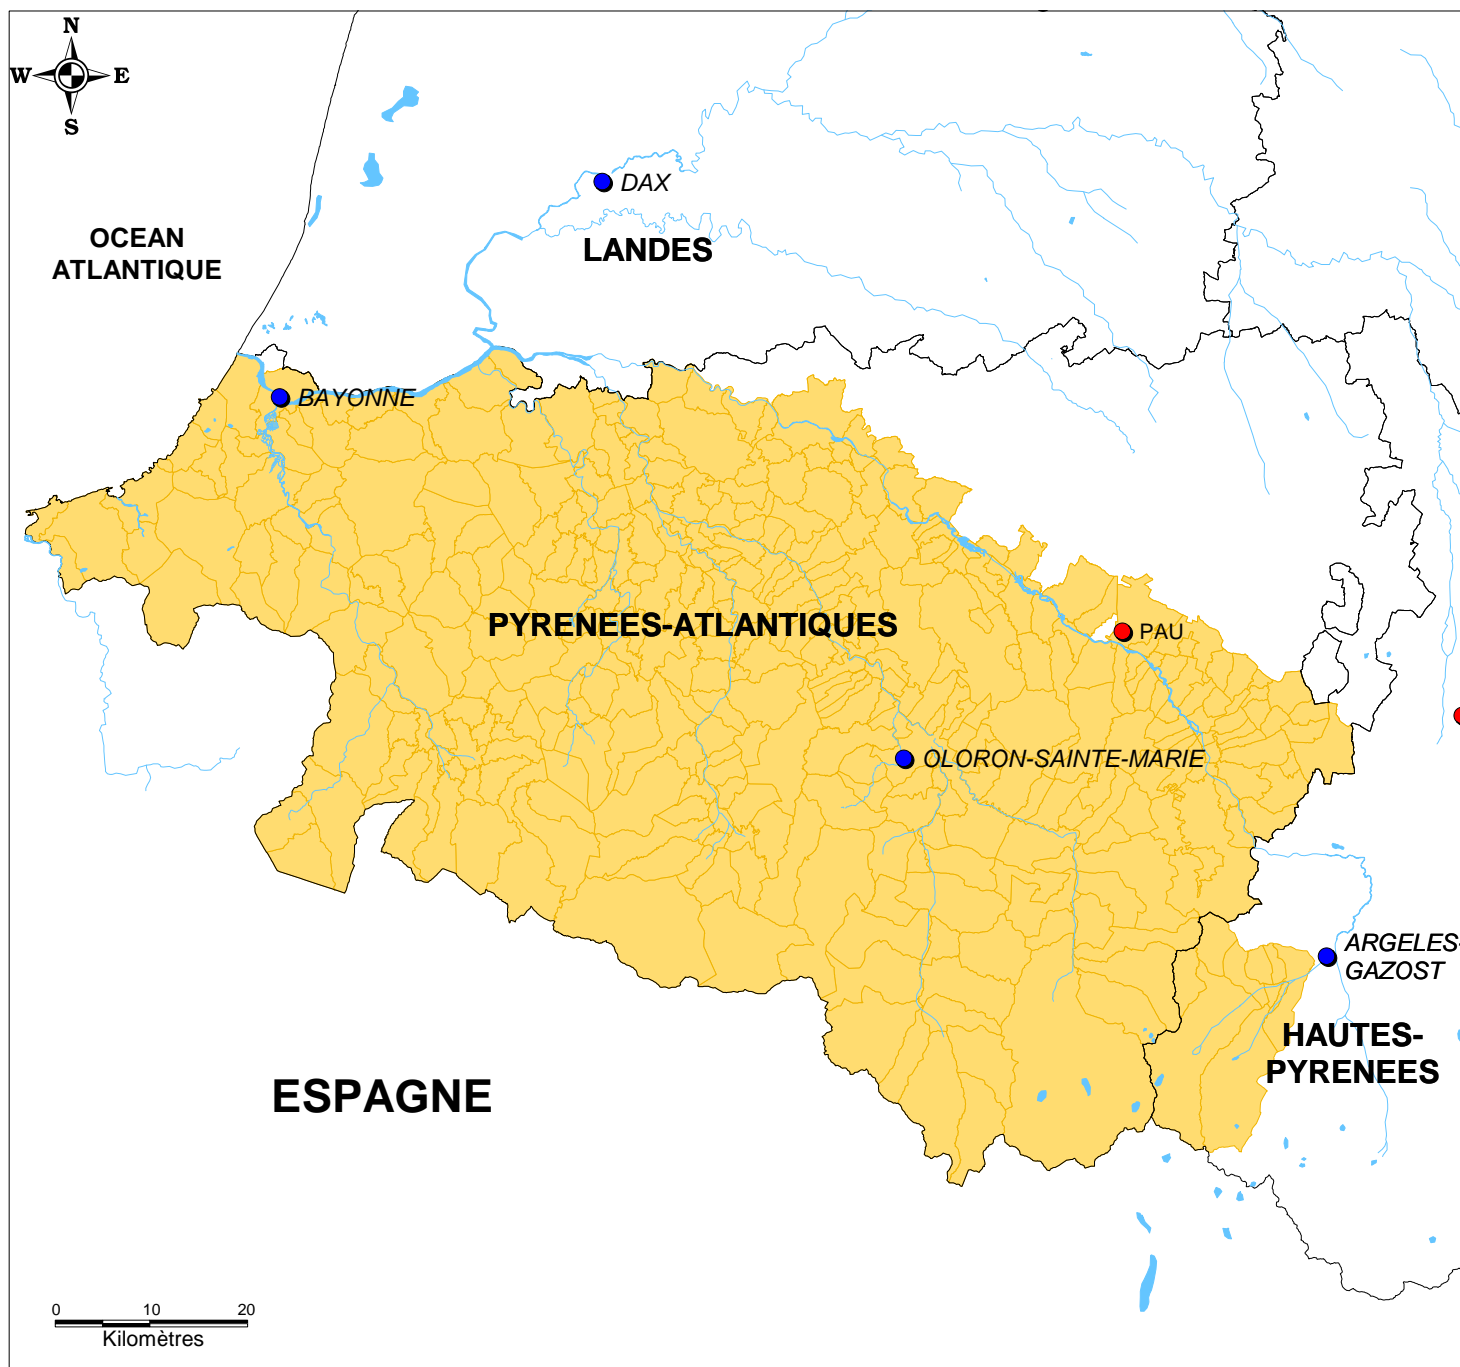 N
W E
S
DAX
OCEAN
ATLANTIQUE
LANDES
BAYONNE
PYRENEES-ATLANTIQUES
PAU
OLORON-SAINTE-MARIE
ARGELES-
GAZOST
HAUTES-
PYRENEES
ESPAGNE
0 10 20
Kilomètres